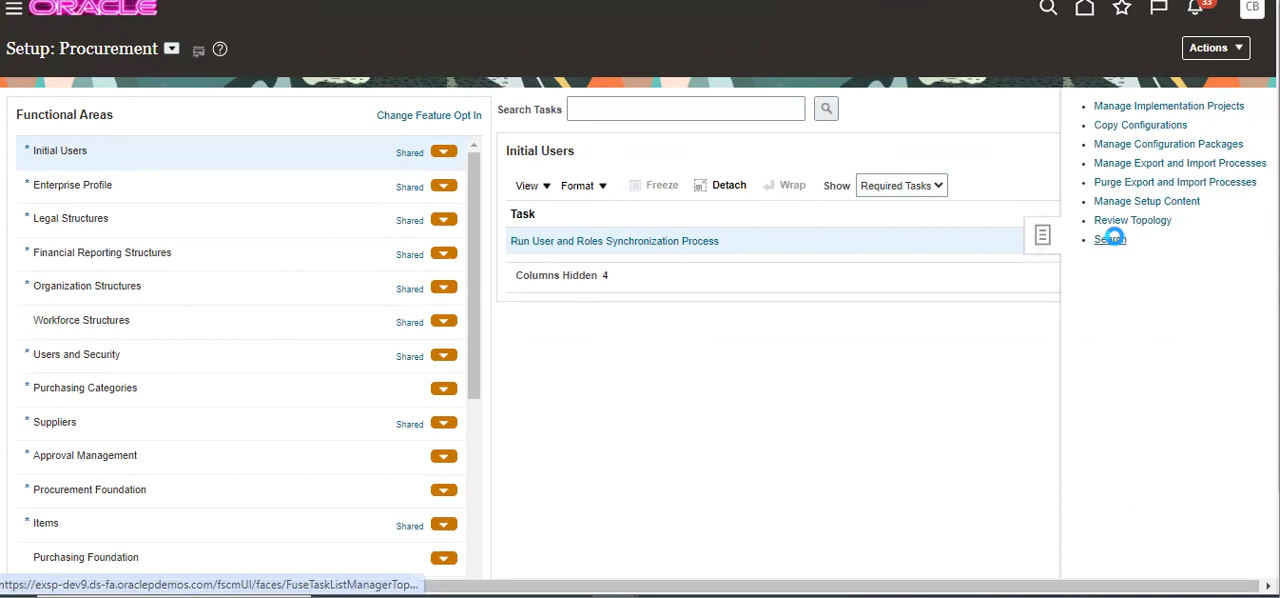 ORACLE
33
CB
Setup: Procurement
Actions
Functional Areas
Change Feature Opt In
* Initial Users Shared
* Enterprise Profile Shared
* Legal Structures Shared
* Financial Reporting Structures Shared
* Organization Structures Shared
Workforce Structures Shared
* Users and Security Shared
* Purchasing Categories
* Suppliers Shared
* Approval Management
* Procurement Foundation
* Items Shared
Purchasing Foundation
Search Tasks
Initial Users
View Format Freeze Detach Wrap Show Required Tasks
Task
Run User and Roles Synchronization Process
Columns Hidden 4
Manage Implementation Projects
Copy Configurations
Manage Configuration Packages
Manage Export and Import Processes
Purge Export and Import Processes
Manage Setup Content
Review Topology
Search
https://exsp-dev9.ds-fa.oraclepdemos.com/fscmUI/faces/FuseTaskListManagerTop...